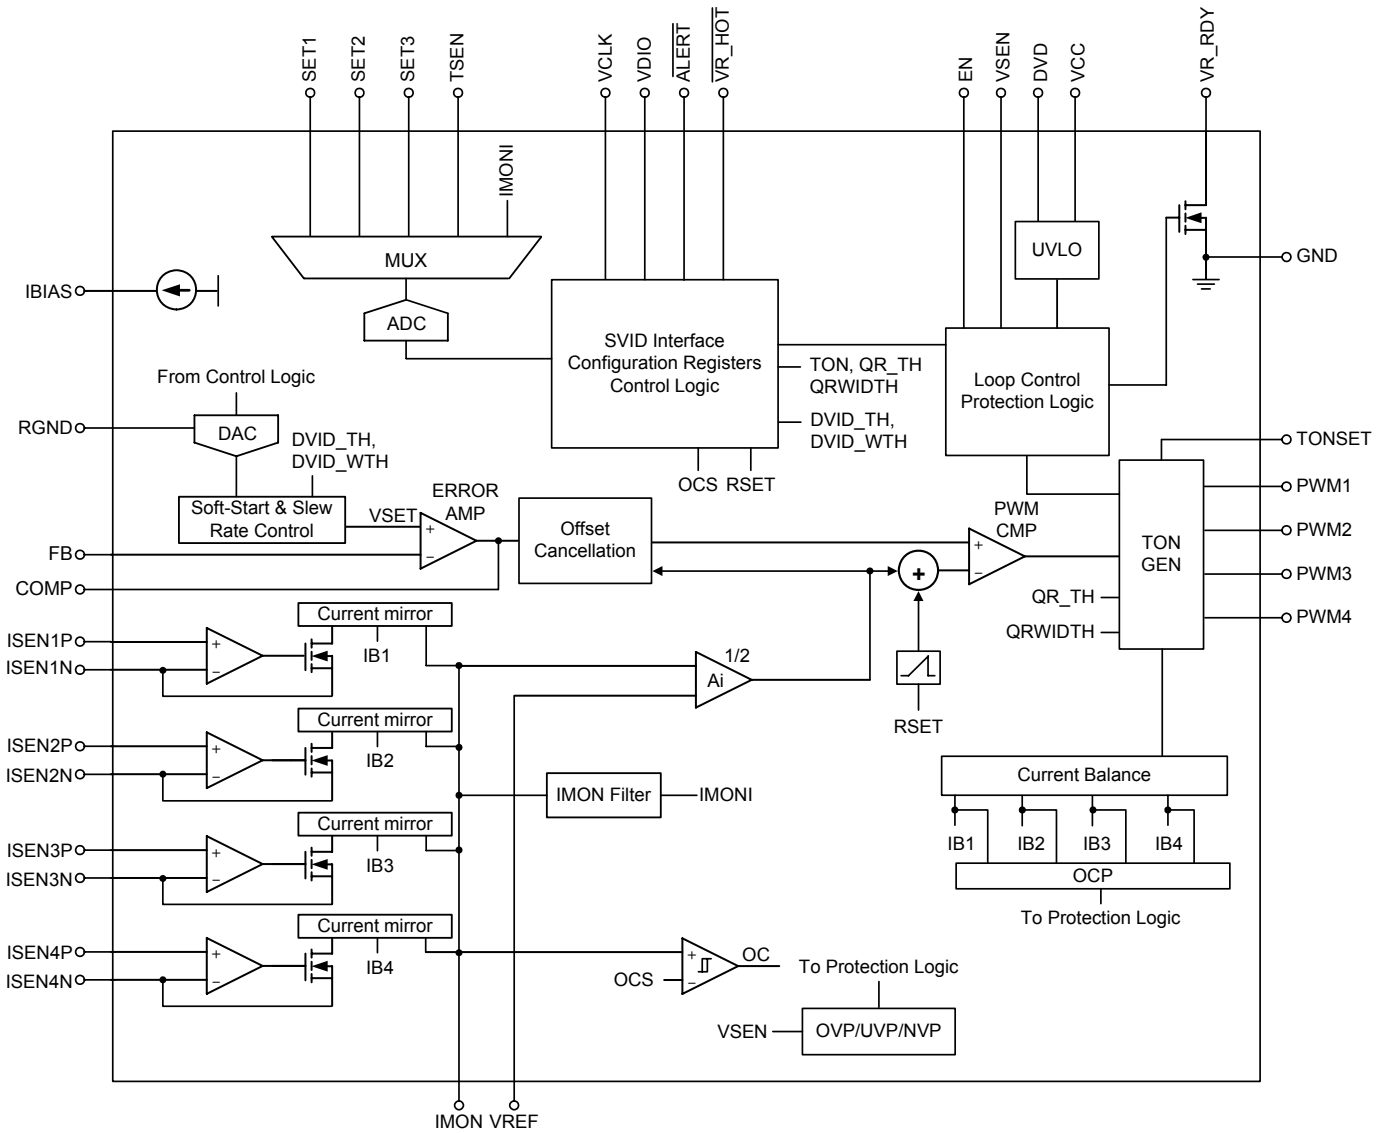 SET1
SET2
SET3
TSEN
VCLK
VDIO
ALERT
VR_HOT
EN
VSEN
DVD
VCC
VR_RDY
IMONI
MUX
UVLO
GND
IBIAS
ADC
SVID Interface
Configuration Registers
Control Logic
TON, QR_TH
QRWIDTH
Loop Control
Protection Logic
From Control Logic
RGND
DAC
DVID_TH,
DVID_WTH
DVID_TH,
DVID_WTH
TONSET
OCS
RSET
Soft-Start & Slew
Rate Control
VSET
ERROR
AMP
+
−
Offset
Cancellation
PWM
CMP
+
−
TON
GEN
PWM1
PWM2
PWM3
PWM4
FB
COMP
+
QR_TH
QRWIDTH
Current mirror
ISEN1P
ISEN1N
+
−
IB1
1/2
Ai
RSET
Current mirror
ISEN2P
ISEN2N
+
−
IB2
IMON Filter
IMONI
Current Balance
Current mirror
ISEN3P
ISEN3N
+
−
IB3
IB1
IB2
IB3
IB4
OCP
To Protection Logic
Current mirror
ISEN4P
ISEN4N
+
−
IB4
+
−
OC
OCS
To Protection Logic
VSEN
OVP/UVP/NVP
IMON
VREF